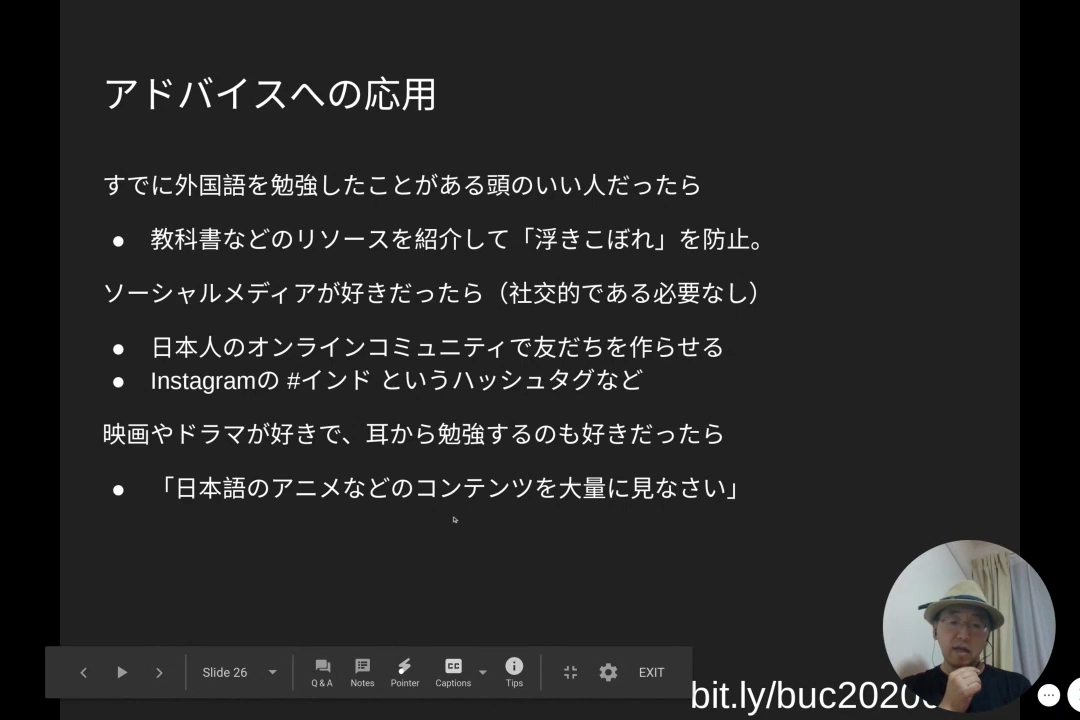 アドバイスへの応用
すでに外国語を勉強したことがある頭のいい人だったら
● 教科書などのリソースを紹介して「浮きこぼれ」を防止。
ソーシャルメディアが好きだったら（社交的である必要なし）
● 日本人のオンラインコミュニティで友だちを作らせる
● Instagramの #インド というハッシュタグなど
映画やドラマが好きで、耳から勉強するのも好きだったら
● 「日本語のアニメなどのコンテンツを大量に見なさい」
Slide 26
Q & A
Notes
Pointer
CC
Captions
Tips
EXIT